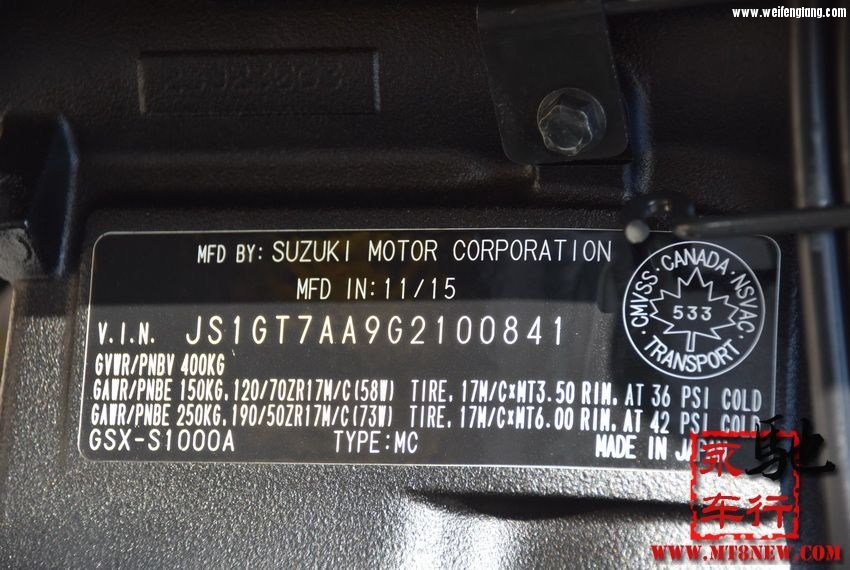 www.weifengtang.com
MFD BY: SUZUKI MOTOR CORPORATION
MFD IN: 11/15
V.I.N. JS1GT7AA9G2100841
GVWR/PNBV 400KG
GAWR/PNBE 150KG, 120/70ZR17M/C(58W) TIRE, 17M/C×MT3.50 RIM, AT 36 PSI COLD
GAWR/PNBE 250KG, 190/50ZR17M/C(73W) TIRE, 17M/C×MT6.00 RIM, AT 42 PSI COLD
GSX-S1000A TYPE: MC MADE IN
CMVSS · CANADA · NSVAC · TRANSPORT
533
驰
车行
WWW.MT8NEW.COM